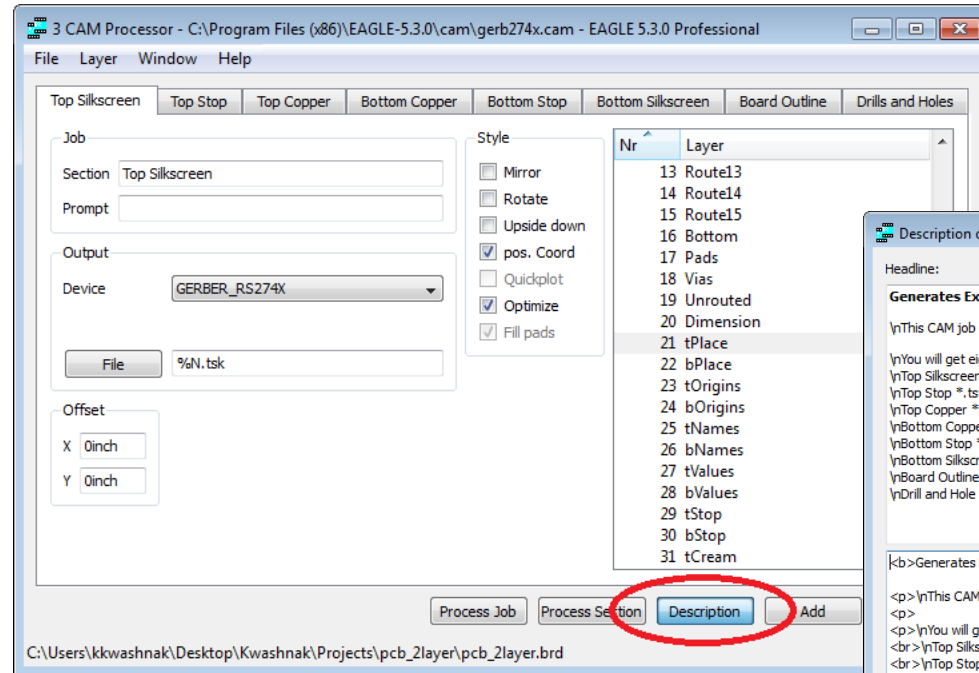 3 CAM Processor - C:\Program Files (x86)\EAGLE-5.3.0\cam\gerb274x.cam - EAGLE 5.3.0 Professional
File Layer Window Help
Top Silkscreen Top Stop Top Copper Bottom Copper Bottom Stop Bottom Silkscreen Board Outline Drills and Holes
Job
Section Top Silkscreen
Prompt
Output
Device GERBER_RS274X
File %N.tsk
Offset
X 0inch
Y 0inch
Style
Mirror
Rotate
Upside down
pos. Coord
Quickplot
Optimize
Fill pads
Nr Layer
13 Route13
14 Route14
15 Route15
16 Bottom
17 Pads
18 Vias
19 Unrouted
20 Dimension
21 tPlace
22 bPlace
23 tOrigins
24 bOrigins
25 tNames
26 bNames
27 tValues
28 bValues
29 tStop
30 bStop
31 tCream
Process Job Process Section Description Add
C:\Users\kkwashnak\Desktop\Kwashnak\Projects\pcb_2layer\pcb_2layer.brd
Description
Headline:
Generates Ex
\nThis CAM job
\nYou will get ei
\nTop Silkscreen
\nTop Stop *.ts
\nTop Copper *
\nBottom Coppe
\nBottom Stop *
\nBottom Silkscr
\nBoard Outline
\nDrill and Hole
<b>Generates
<p>\nThis CAM
<p>
<p>\nYou will g
<br>\nTop Silks
<br>\nTop Stop